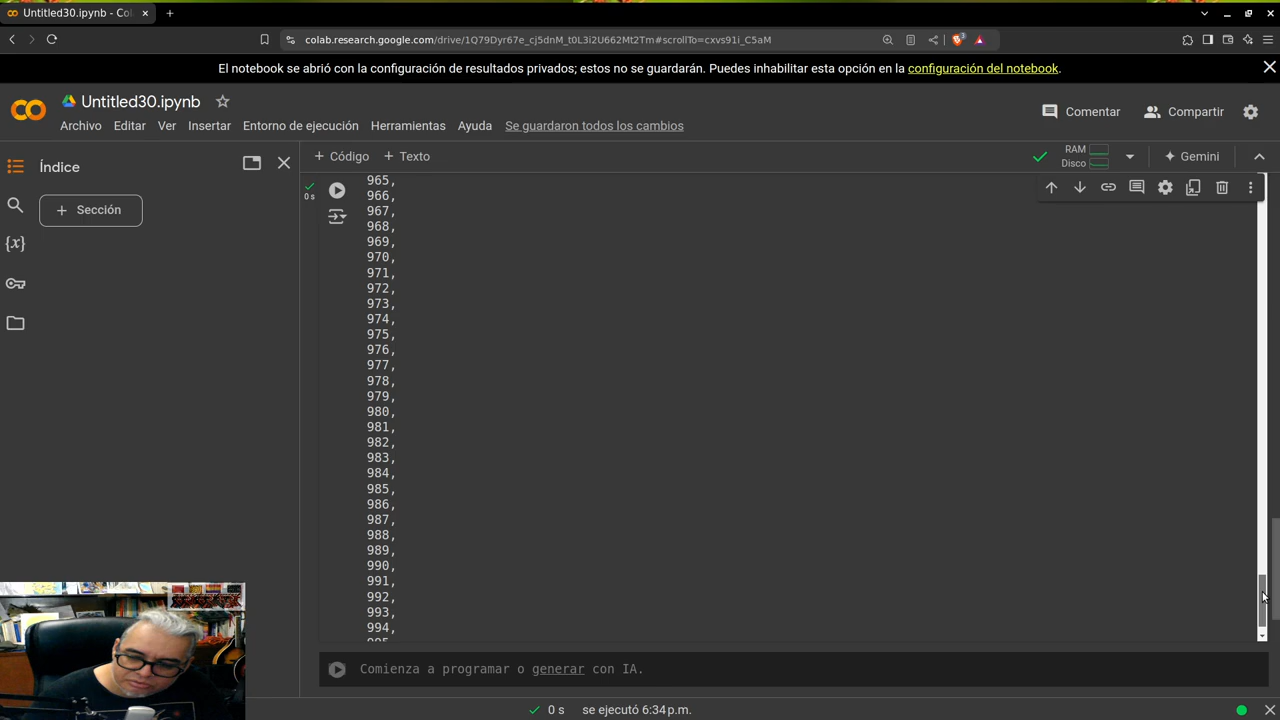 Untitled30.ipynb - Col
colab.research.google.com/drive/1Q79Dyr67e_cj5dnM_t0L3i2U662Mt2Tm#scrollTo=cxvs91i_C5aM
3
El notebook se abrió con la configuración de resultados privados; estos no se guardarán. Puedes inhabilitar esta opción en la configuración del notebook.
Untitled30.ipynb
Comentar
Compartir
Archivo Editar Ver Insertar Entorno de ejecución Herramientas Ayuda Se guardaron todos los cambios
Índice
+ Código + Texto
RAM
Disco
Gemini
+ Sección
{x}
0 s
965,
966,
967,
968,
969,
970,
971,
972,
973,
974,
975,
976,
977,
978,
979,
980,
981,
982,
983,
984,
985,
986,
987,
988,
989,
990,
991,
992,
993,
994,
Comienza a programar o generar con IA.
0 s se ejecutó 6:34 p.m.